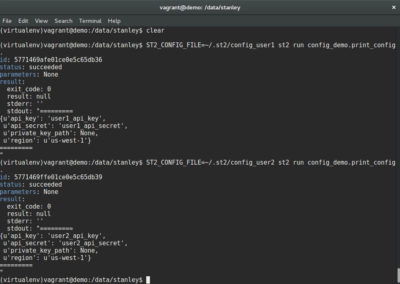 vagrant@demo: /data/stanley
File Edit View Search Terminal Help
(virtualenv)vagrant@demo:/data/stanley$ clear
(virtualenv)vagrant@demo:/data/stanley$ ST2_CONFIG_FILE=~/.st2/config_user1 st2 run config_demo.print_config
.
id: 5771469afe01ce0e5c65db36
status: succeeded
parameters: None
result:
  exit_code: 0
  result: null
  stderr: ''
  stdout: "=========
{u'api_key': 'user1_api_key',
 u'api_secret': 'user1_api_secret',
 u'private_key_path': None,
 u'region': u'us-west-1'}
=========
"
(virtualenv)vagrant@demo:/data/stanley$ ST2_CONFIG_FILE=~/.st2/config_user2 st2 run config_demo.print_config
.
id: 5771469ffe01ce0e5c65db39
status: succeeded
parameters: None
result:
  exit_code: 0
  result: null
  stderr: ''
  stdout: "=========
{u'api_key': 'user2_api_key',
 u'api_secret': 'user2_api_secret',
 u'private_key_path': None,
 u'region': u'us-west-1'}
=========
"
(virtualenv)vagrant@demo:/data/stanley$